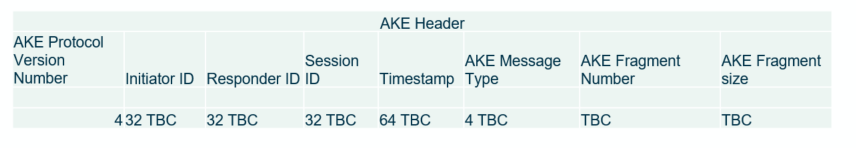 AKE Header
AKE Protocol Version Number Initiator ID Responder ID Session ID Timestamp AKE Message Type AKE Fragment Number AKE Fragment size
4 32 TBC 32 TBC 32 TBC 64 TBC 4 TBC TBC TBC